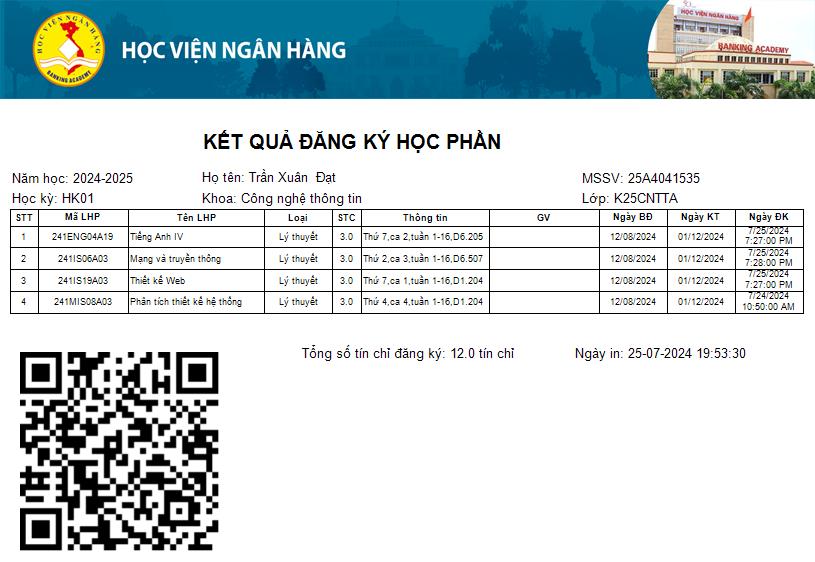 HỌC VIỆN NGÂN HÀNG
BANKING ACADEMY
HỌC VIỆN NGÂN HÀNG
HỌC VIỆN NGÂN HÀNG
BANKING ACADEMY
KẾT QUẢ ĐĂNG KÝ HỌC PHẦN
Năm học: 2024-2025 Họ tên: Trần Xuân Đạt MSSV: 25A4041535
Học kỳ: HK01 Khoa: Công nghệ thông tin Lớp: K25CNTTA
STT Mã LHP Tên LHP Loại STC Thông tin GV Ngày BĐ Ngày KT Ngày ĐK
1 241ENG04A19 Tiếng Anh IV Lý thuyết 3.0 Thứ 7,ca 2,tuần 1-16,D6.205 12/08/2024 01/12/2024 7/25/2024 7:27:00 PM
2 241IS06A03 Mạng và truyền thông Lý thuyết 3.0 Thứ 2,ca 3,tuần 1-16,D6.507 12/08/2024 01/12/2024 7/25/2024 7:28:00 PM
3 241IS19A03 Thiết kế Web Lý thuyết 3.0 Thứ 7,ca 1,tuần 1-16,D1.204 12/08/2024 01/12/2024 7/25/2024 7:27:00 PM
4 241MIS08A03 Phân tích thiết kế hệ thống Lý thuyết 3.0 Thứ 4,ca 4,tuần 1-16,D1.204 12/08/2024 01/12/2024 7/24/2024 10:50:00 AM
Tổng số tín chỉ đăng ký: 12.0 tín chỉ Ngày in: 25-07-2024 19:53:30